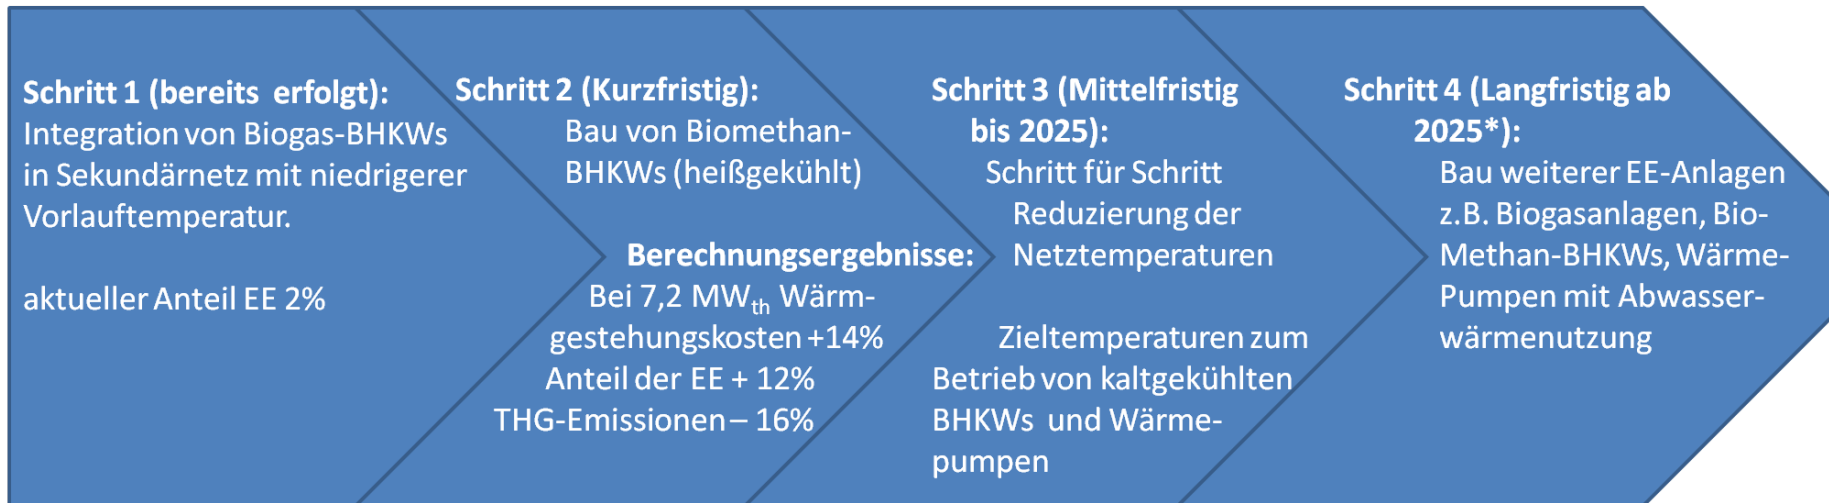 Schritt 1 (bereits erfolgt):
Integration von Biogas-BHKWs
in Sekundärnetz mit niedrigerer
Vorlauftemperatur.
aktueller Anteil EE 2%
Schritt 2 (Kurzfristig):
Bau von Biomethan-
BHKWs (heißgekühlt)
Berechnungsergebnisse:
Bei 7,2 MWth Wärm-
gestehungskosten +14%
Anteil der EE + 12%
THG-Emissionen – 16%
Schritt 3 (Mittelfristig
bis 2025):
Schritt für Schritt
Reduzierung der
Netztemperaturen
Zieltemperaturen zum
Betrieb von kaltgekühlten
BHKWs und Wärme-
pumpen
Schritt 4 (Langfristig ab
2025*):
Bau weiterer EE-Anlagen
z.B. Biogasanlagen, Bio-
Methan-BHKWs, Wärme-
Pumpen mit Abwasser-
wärmenutzung